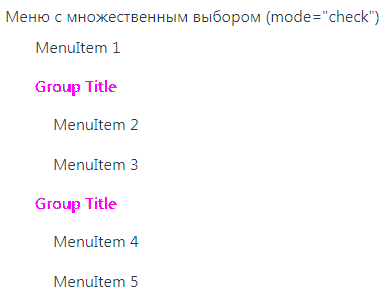 Меню с множественным выбором (mode="check")
MenuItem 1
Group Title
MenuItem 2
MenuItem 3
Group Title
MenuItem 4
MenuItem 5